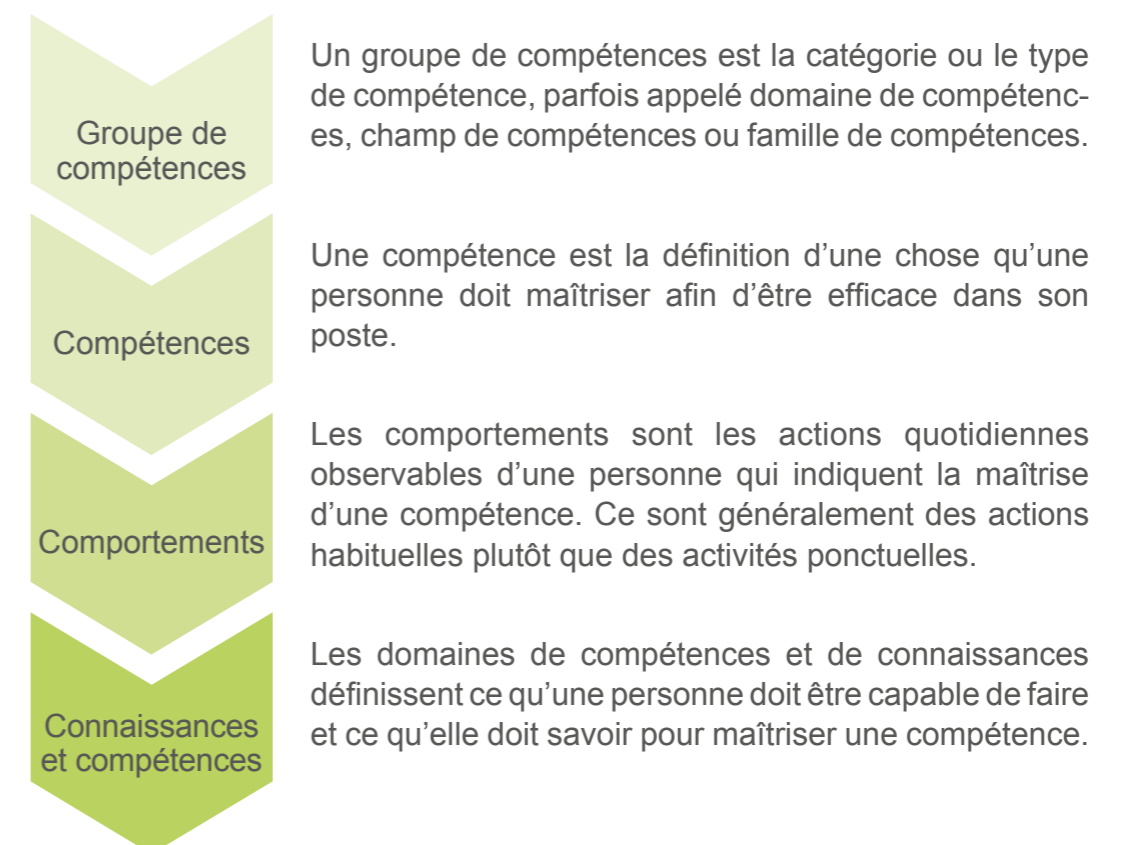 Groupe de
compétences
Un groupe de compétences est la catégorie ou le type
de compétence, parfois appelé domaine de compétenc-
es, champ de compétences ou famille de compétences.
Compétences
Une compétence est la définition d’une chose qu’une
personne doit maîtriser afin d’être efficace dans son
poste.
Comportements
Les comportements sont les actions quotidiennes
observables d’une personne qui indiquent la maîtrise
d’une compétence. Ce sont généralement des actions
habituelles plutôt que des activités ponctuelles.
Connaissances
et compétences
Les domaines de compétences et de connaissances
définissent ce qu’une personne doit être capable de faire
et ce qu’elle doit savoir pour maîtriser une compétence.